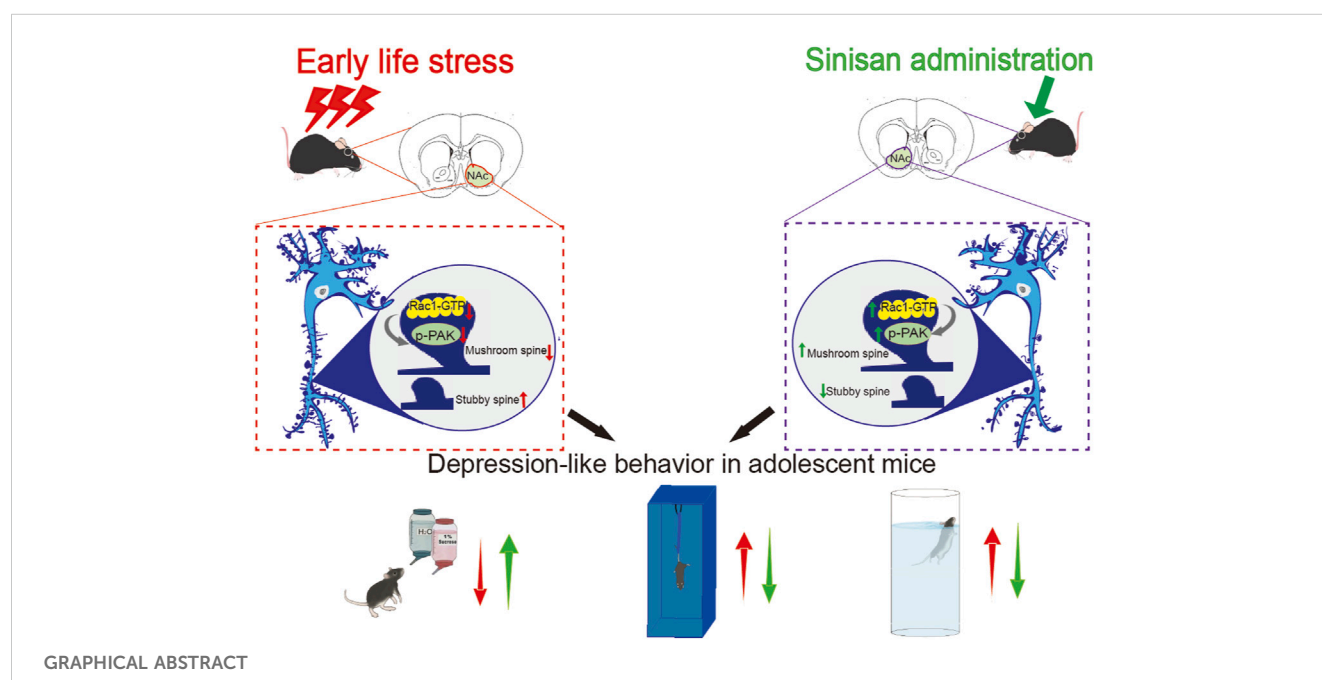 Early life stress
Sinisan administration
NAc
NAc
Rac1-GTP
p-PAK
Mushroom spine
Stubby spine
Rac1-GTP
p-PAK
Mushroom spine
Stubby spine
Depression-like behavior in adolescent mice
H₂O
1%
Sucrose
GRAPHICAL ABSTRACT